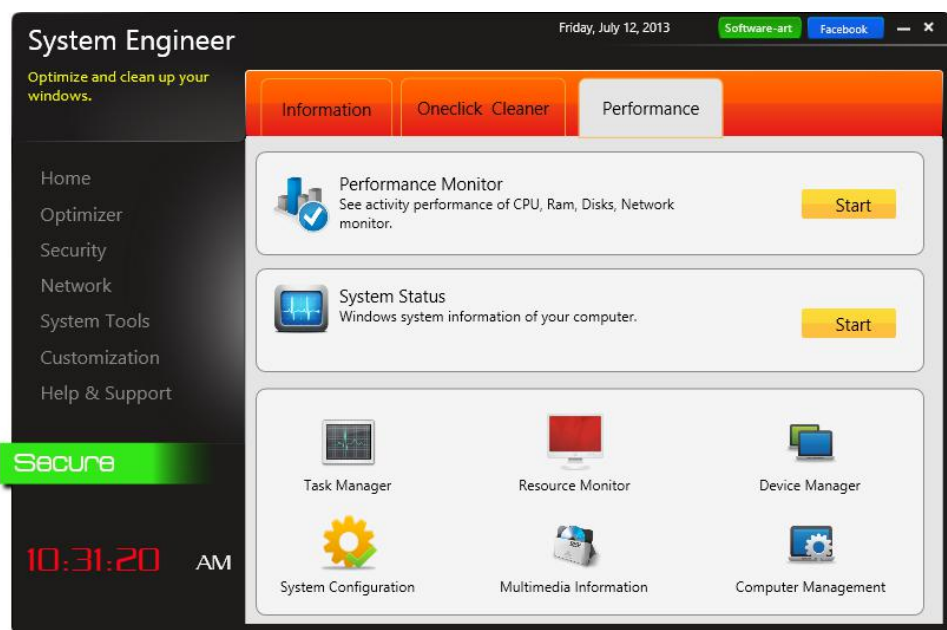 System Engineer
Friday, July 12, 2013
Software-art
Facebook
Optimize and clean up your
windows.
Information
Oneclick Cleaner
Performance
Home
Optimizer
Security
Network
System Tools
Customization
Help & Support
Secure
10:31:20 AM
Performance Monitor
See activity performance of CPU, Ram, Disks, Network
monitor.
Start
System Status
Windows system information of your computer.
Start
Task Manager
Resource Monitor
Device Manager
System Configuration
Multimedia Information
Computer Management